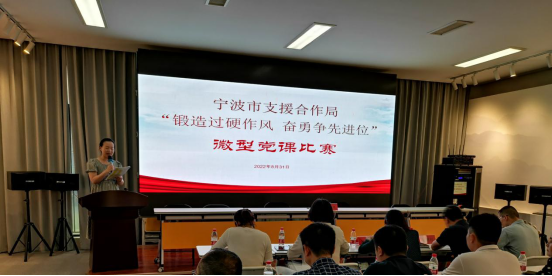 宁波市支援合作局
“锻造过硬作风 奋勇争先进位”
微型党课比赛